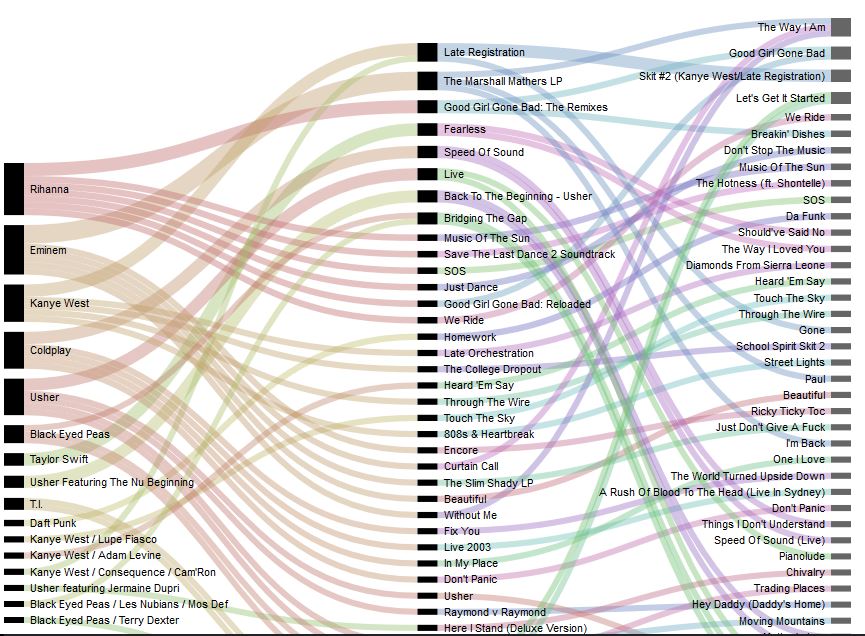 Rihanna
Eminem
Kanye West
Coldplay
Usher
Black Eyed Peas
Taylor Swift
Usher Featuring The Nu Beginning
T.I.
Daft Punk
Kanye West / Lupe Fiasco
Kanye West / Adam Levine
Kanye West / Consequence / Cam'Ron
Usher featuring Jermaine Dupri
Black Eyed Peas / Les Nubians / Mos Def
Black Eyed Peas / Terry Dexter
Late Registration
The Marshall Mathers LP
Good Girl Gone Bad: The Remixes
Fearless
Speed Of Sound
Live
Back To The Beginning - Usher
Bridging The Gap
Music Of The Sun
Save The Last Dance 2 Soundtrack
SOS
Just Dance
Good Girl Gone Bad: Reloaded
We Ride
Homework
Late Orchestration
The College Dropout
Heard 'Em Say
Through The Wire
Touch The Sky
808s & Heartbreak
Encore
Curtain Call
The Slim Shady LP
Beautiful
Without Me
Fix You
Live 2003
In My Place
Don't Panic
Usher
Raymond v Raymond
Here I Stand (Deluxe Version)
The Way I Am
Good Girl Gone Bad
Skit #2 (Kanye West/Late Registration)
Let's Get It Started
We Ride
Breakin' Dishes
Don't Stop The Music
Music Of The Sun
The Hotness (ft. Shontelle)
SOS
Da Funk
Should've Said No
The Way I Loved You
Diamonds From Sierra Leone
Heard 'Em Say
Touch The Sky
Through The Wire
Gone
School Spirit Skit 2
Street Lights
Paul
Beautiful
Ricky Ticky Toc
Just Don't Give A Fuck
I'm Back
One I Love
The World Turned Upside Down
A Rush Of Blood To The Head (Live In Sydney)
Don't Panic
Things I Don't Understand
Speed Of Sound (Live)
Pianolude
Chivalry
Trading Places
Hey Daddy (Daddy's Home)
Moving Mountains